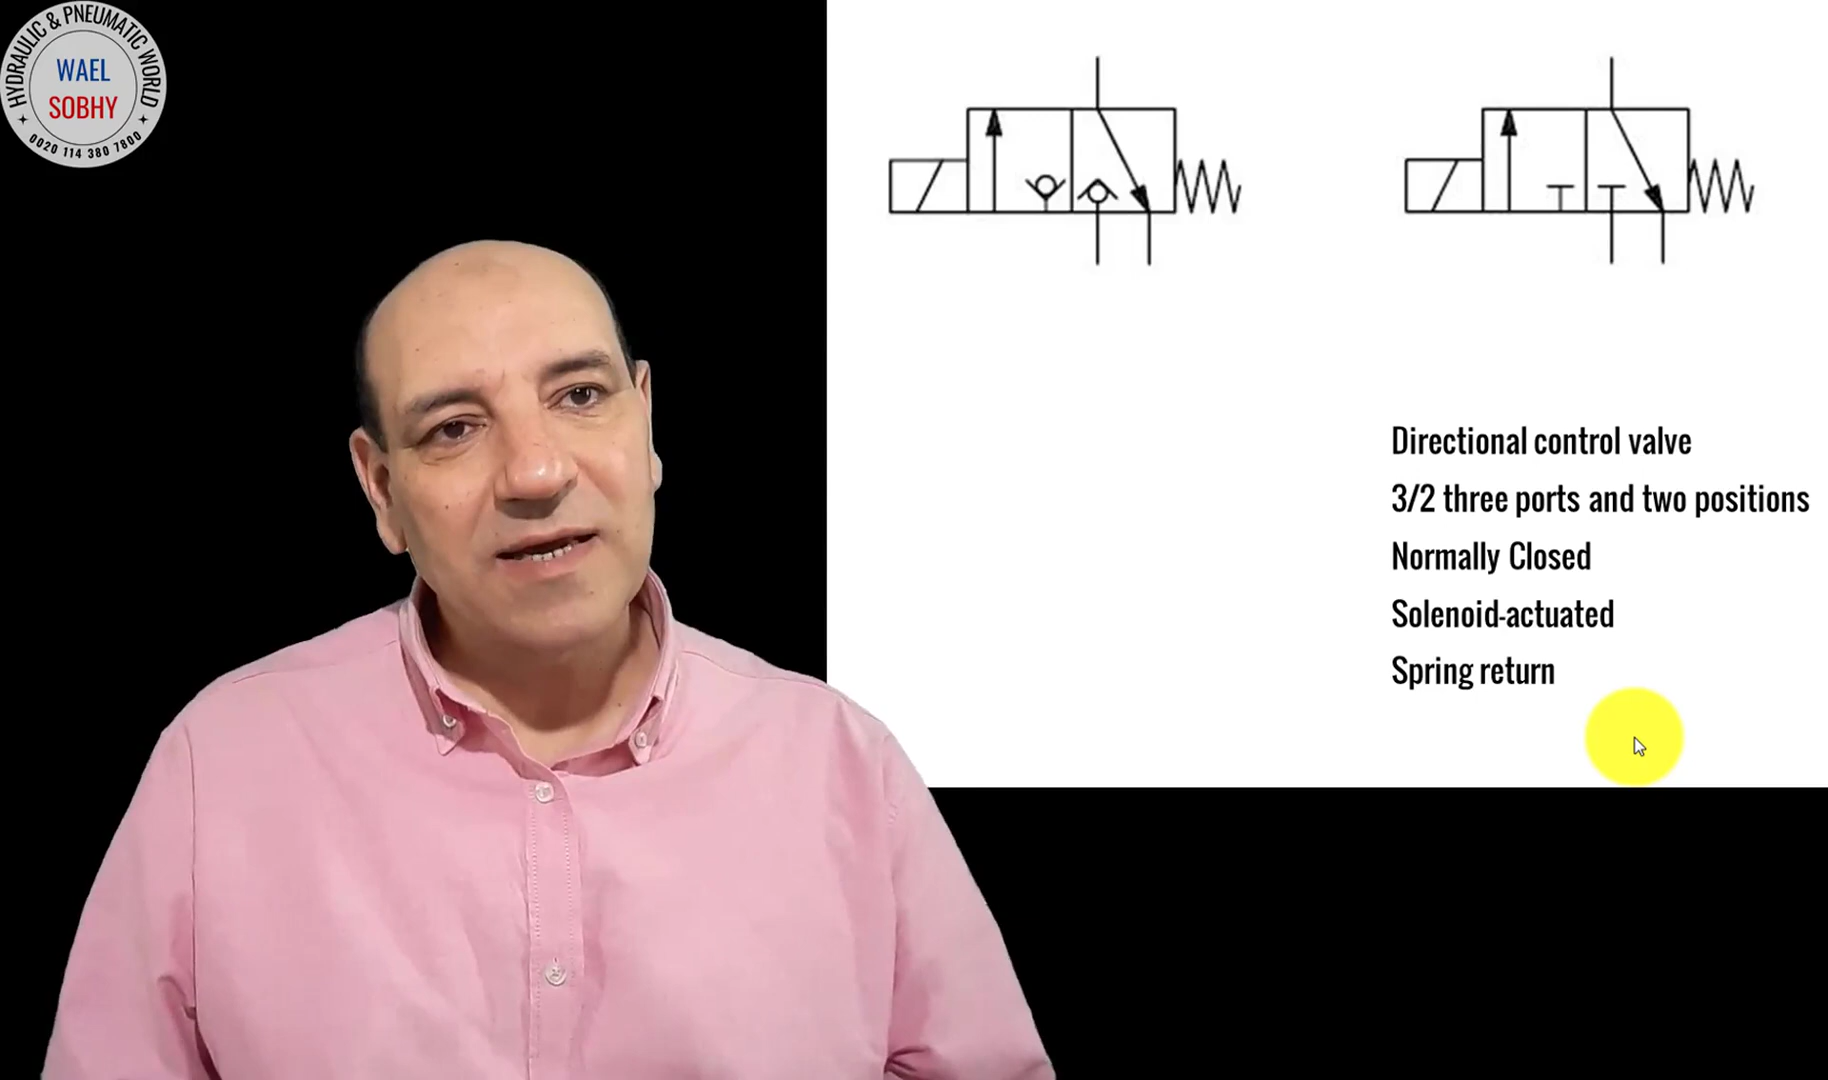 HYDRAULIC & PNEUMATIC WORLD
WAEL
SOBHY
0020 114 380 7800
Directional control valve
3/2 three ports and two positions
Normally Closed
Solenoid-actuated
Spring return